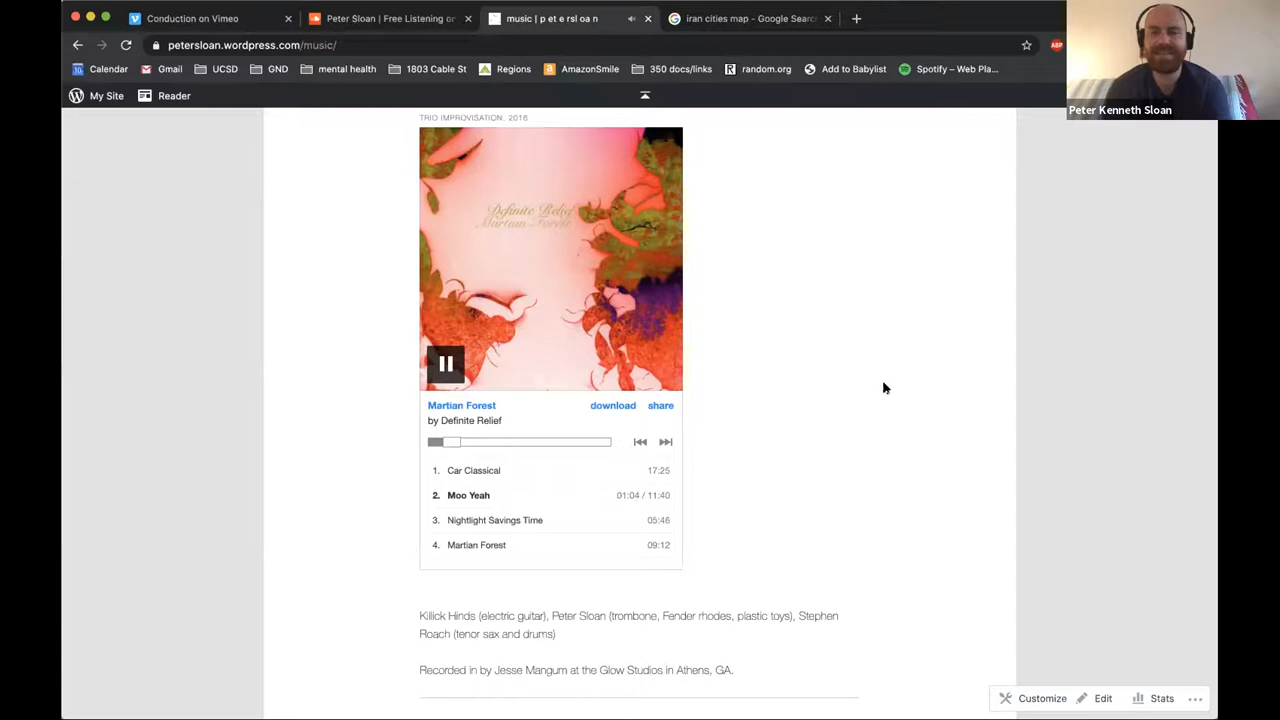 Conduction on Vimeo
Peter Sloan | Free Listening on
music | p et e rsl oa n
iran cities map - Google Searc
petersloan.wordpress.com/music/
ABP
Calendar
Gmail
UCSD
GND
mental health
1803 Cable St
Regions
AmazonSmile
350 docs/links
random.org
Add to Babylist
Spotify – Web Pla...
My Site
Reader
Peter Kenneth Sloan
TRIO IMPROVISATION, 2016
Definite Relief
Martian Forest
Martian Forest
download
share
by Definite Relief
1. Car Classical 17:25
2. Moo Yeah 01:04 / 11:40
3. Nightlight Savings Time 05:46
4. Martian Forest 09:12
Killick Hinds (electric guitar), Peter Sloan (trombone, Fender rhodes, plastic toys), Stephen
Roach (tenor sax and drums)
Recorded in by Jesse Mangum at the Glow Studios in Athens, GA.
Customize
Edit
Stats